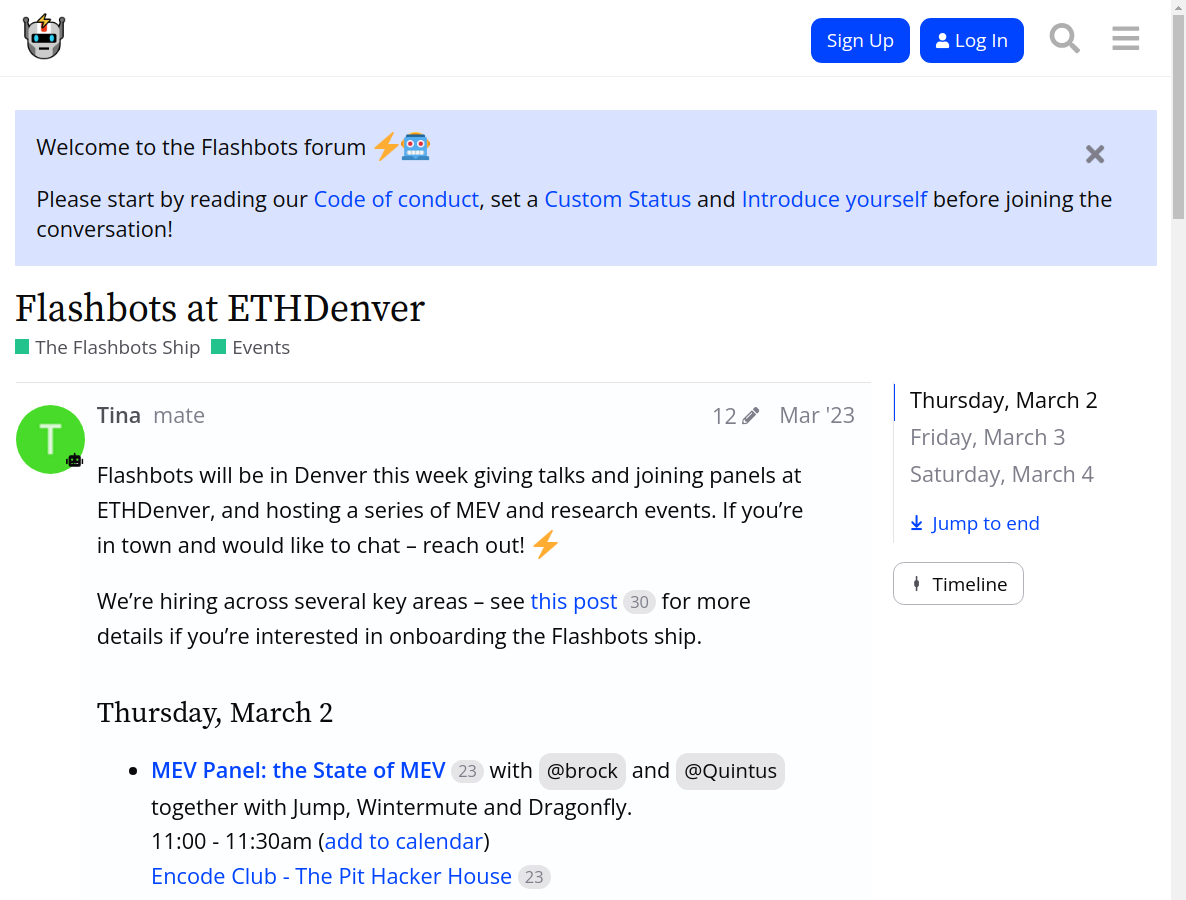 Sign Up
Log In
Welcome to the Flashbots forum
Please start by reading our Code of conduct, set a Custom Status and Introduce yourself before joining the
conversation!
Flashbots at ETHDenver
The Flashbots Ship Events
T
Tina mate 12 Mar '23
Flashbots will be in Denver this week giving talks and joining panels at
ETHDenver, and hosting a series of MEV and research events. If you’re
in town and would like to chat – reach out!
We’re hiring across several key areas – see this post 30 for more
details if you’re interested in onboarding the Flashbots ship.
Thursday, March 2
MEV Panel: the State of MEV 23 with @brock and @Quintus
together with Jump, Wintermute and Dragonfly.
11:00 - 11:30am (add to calendar)
Encode Club - The Pit Hacker House 23
Thursday, March 2
Friday, March 3
Saturday, March 4
Jump to end
Timeline